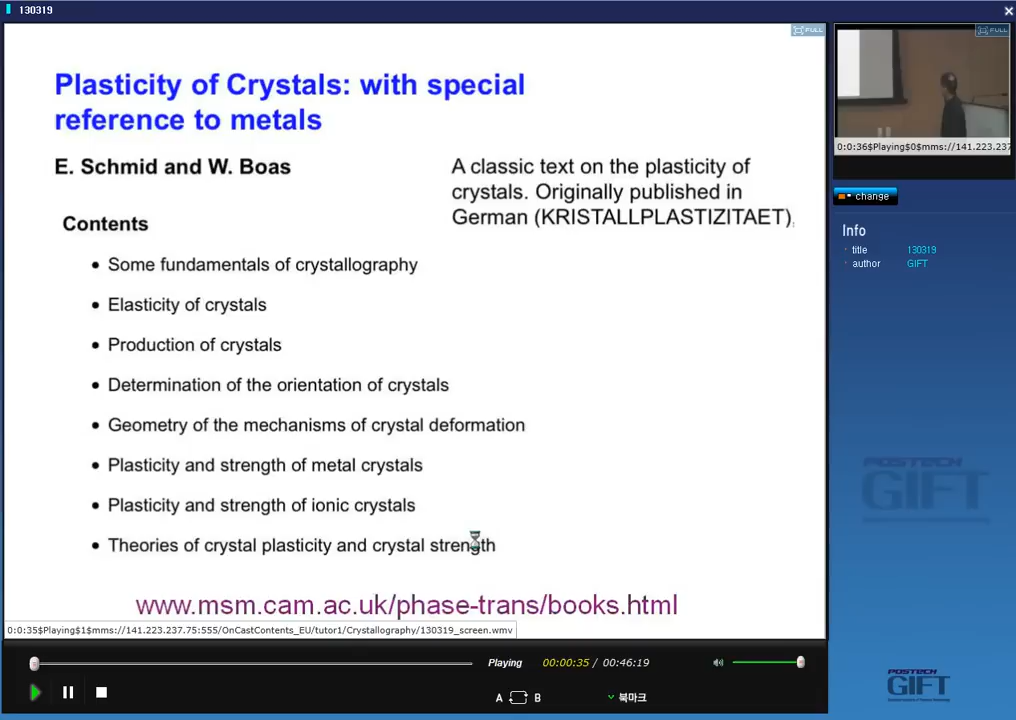 130319
FULL
Plasticity of Crystals: with special
reference to metals
E. Schmid and W. Boas
A classic text on the plasticity of
crystals. Originally published in
German (KRISTALLPLASTIZITAET),
Contents
• Some fundamentals of crystallography
• Elasticity of crystals
• Production of crystals
• Determination of the orientation of crystals
• Geometry of the mechanisms of crystal deformation
• Plasticity and strength of metal crystals
• Plasticity and strength of ionic crystals
• Theories of crystal plasticity and crystal strength
www.msm.cam.ac.uk/phase-trans/books.html
0:0:35$Playing$1$mms://141.223.237.75:555/OnCastContents_EU/tutor1/Crystallography/130319_screen.wmv
FULL
0:0:36$Playing$0$mms://141.223.237
change
Info
title 130319
author GIFT
POSTECH
GIFT
Playing 00:00:35 / 00:46:19
A B 북마크
POSTECH
GIFT